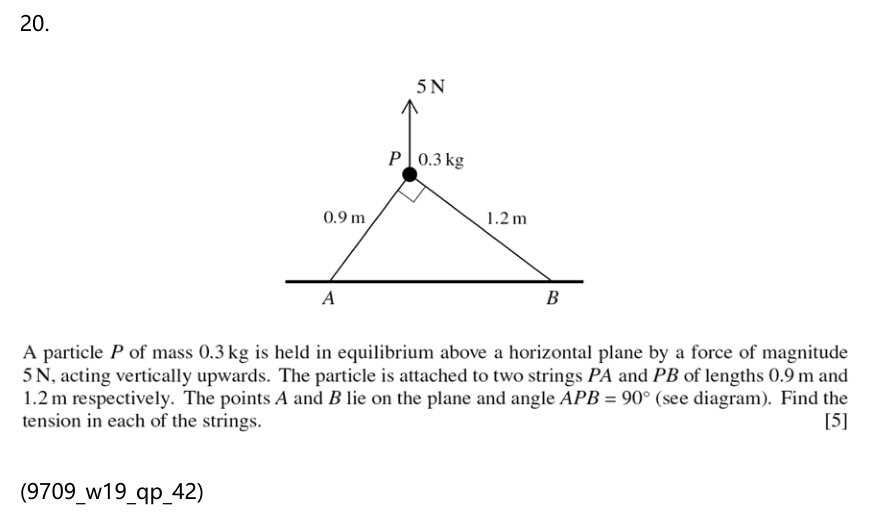 20.
5 N
P 0.3 kg
0.9 m 1.2 m
A B
A particle P of mass 0.3 kg is held in equilibrium above a horizontal plane by a force of magnitude
5 N, acting vertically upwards. The particle is attached to two strings PA and PB of lengths 0.9 m and
1.2 m respectively. The points A and B lie on the plane and angle APB = 90° (see diagram). Find the
tension in each of the strings. [5]
(9709_w19_qp_42)